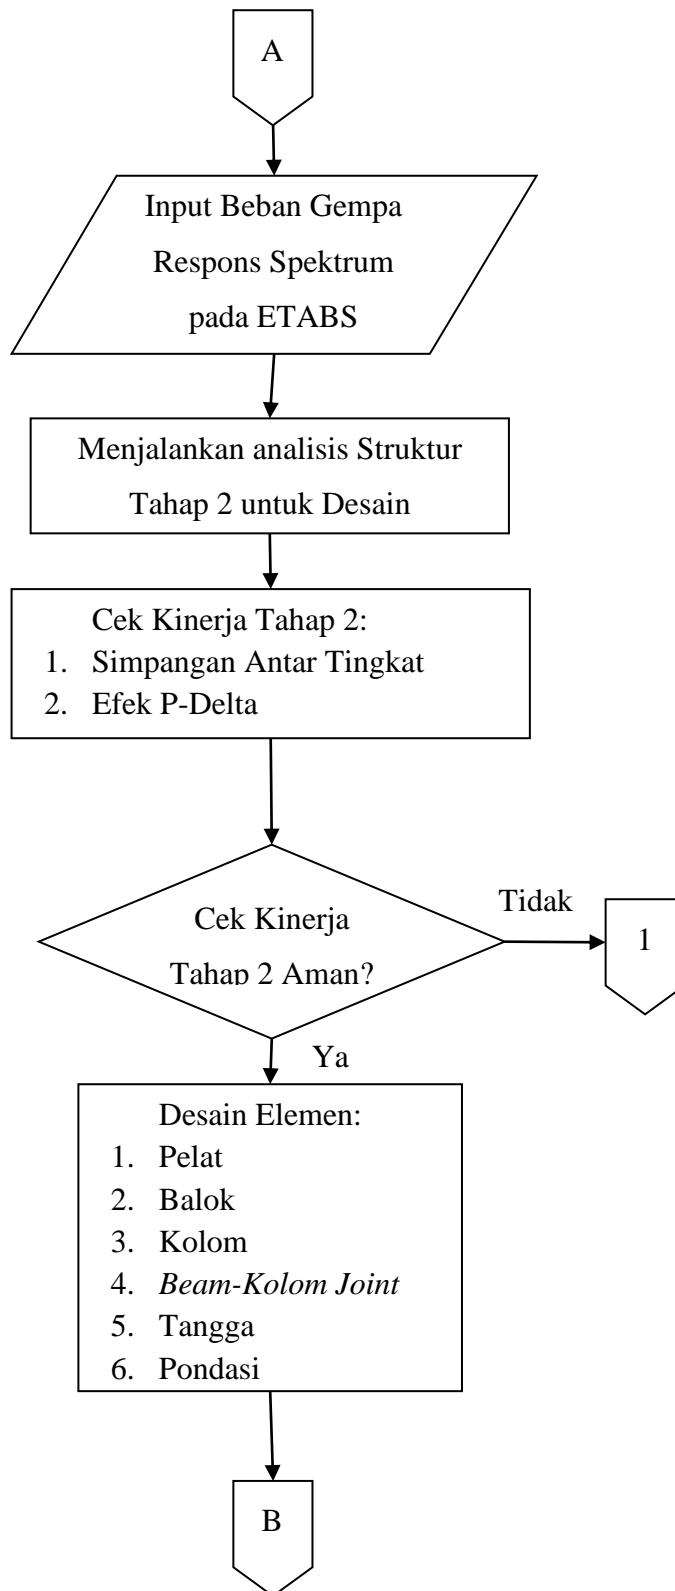 A
Input Beban Gempa
Respons Spektrum
pada ETABS
Menjalankan analisis Struktur
Tahap 2 untuk Desain
Cek Kinerja Tahap 2:
1. Simpangan Antar Tingkat
2. Efek P-Delta
Cek Kinerja
Tahap 2 Aman?
Tidak
1
Ya
Desain Elemen:
1. Pelat
2. Balok
3. Kolom
4. Beam-Kolom Joint
5. Tangga
6. Pondasi
B